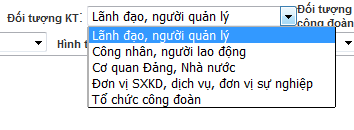 Đối tượng KT: Lãnh đạo, người quản lý Đối tượng
công đoàn
Hình t
Lãnh đạo, người quản lý
Công nhân, người lao động
Cơ quan Đảng, Nhà nước
Đơn vị SXKD, dịch vụ, đơn vị sự nghiệp
Tổ chức công đoàn